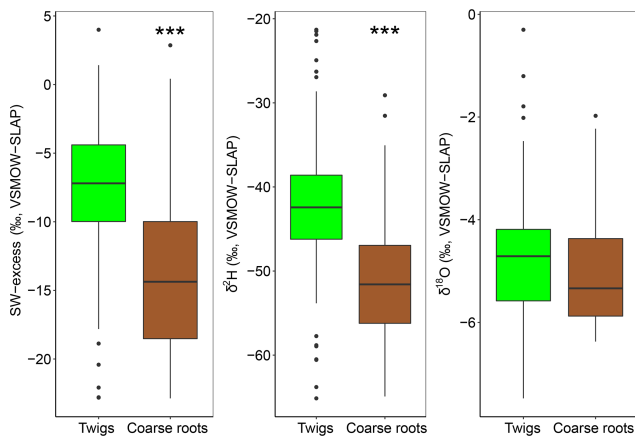 SW−excess (‰, VSMOW−SLAP)
5
0
−5
−10
−15
−20
***
Twigs Coarse roots
δ²H (‰, VSMOW−SLAP)
−20
−30
−40
−50
−60
***
Twigs Coarse roots
δ¹⁸O (‰, VSMOW−SLAP)
0
−2
−4
−6
Twigs Coarse roots